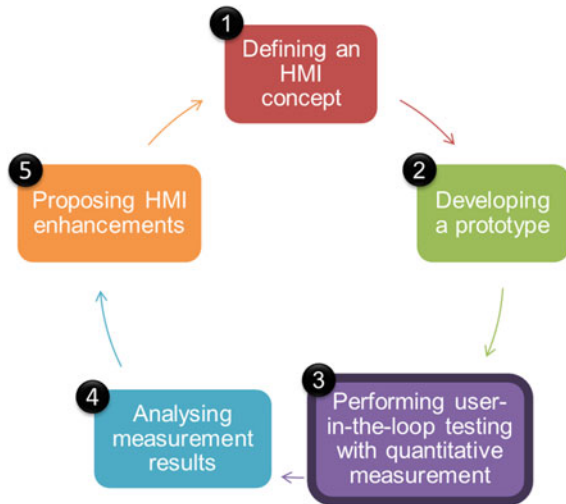 1
Defining an
HMI
concept
2
Developing
a prototype
3
Performing user-
in-the-loop testing
with quantitative
measurement
4
Analysing
measurement
results
5
Proposing HMI
enhancements